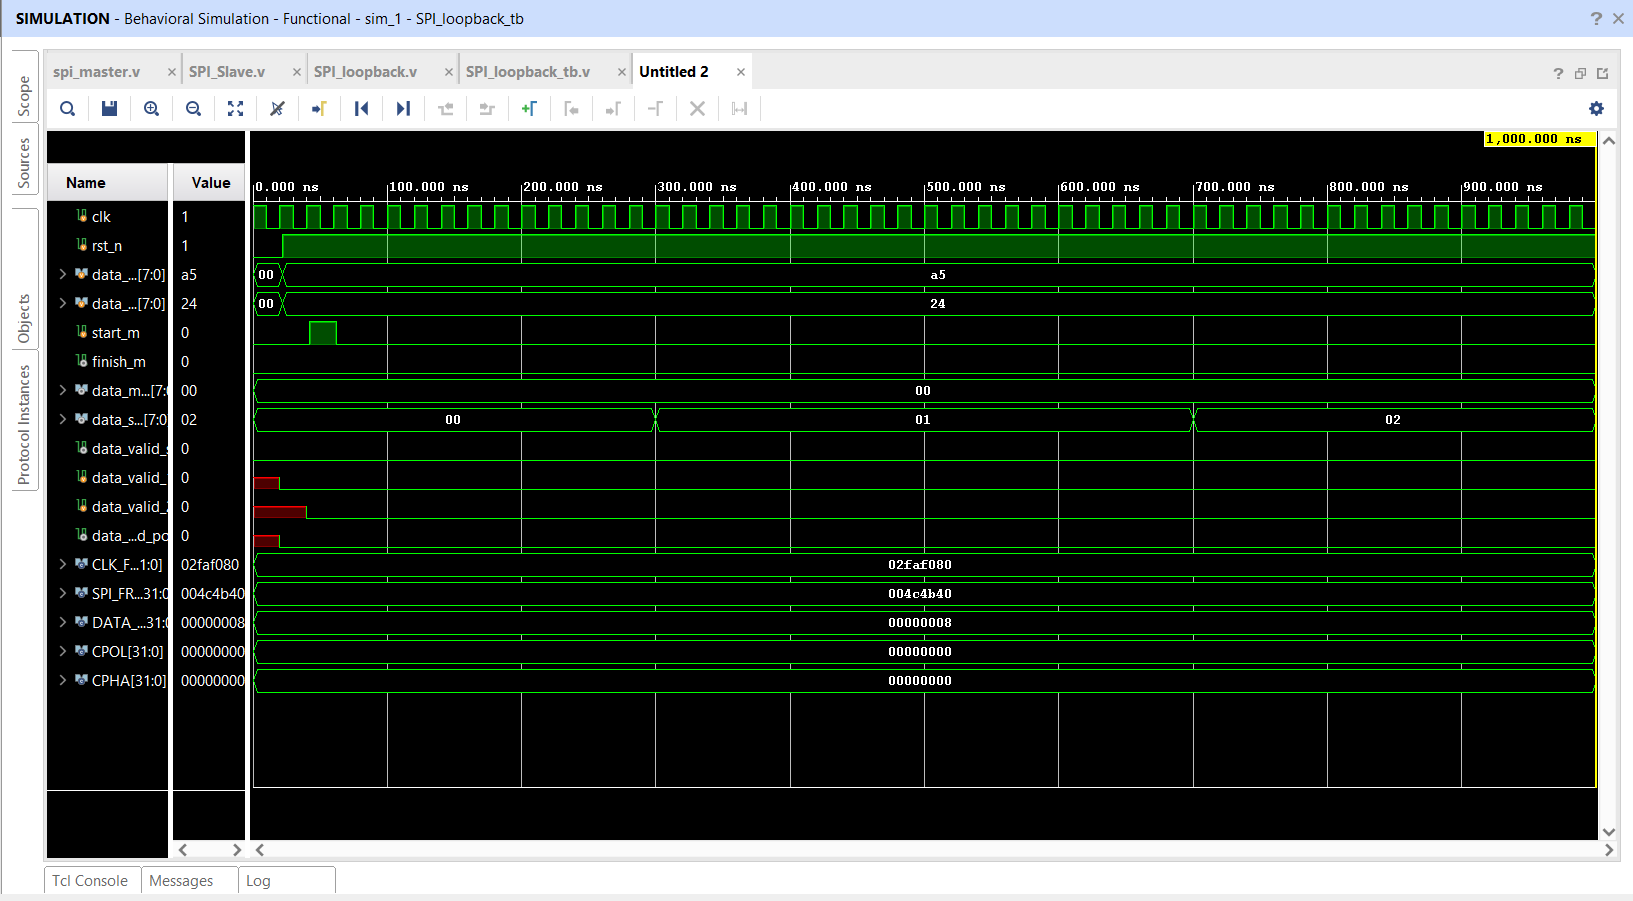 SIMULATION - Behavioral Simulation - Functional - sim_1 - SPI_loopback_tb
? ×
Scope
Sources
Objects
Protocol Instances
spi_master.v × SPI_Slave.v × SPI_loopback.v × SPI_loopback_tb.v × Untitled 2 ×
?
1,000.000 ns
Name Value
0.000 ns 100.000 ns 200.000 ns 300.000 ns 400.000 ns 500.000 ns 600.000 ns 700.000 ns 800.000 ns 900.000 ns
clk 1
rst_n 1
data_...[7:0] a5 00 a5
data_...[7:0] 24 00 24
start_m 0
finish_m 0
data_m...[7:0 00 00
data_s...[7:0 02 00 01 02
data_valid_s 0
data_valid_ 0
data_valid_2 0
data_...d_po 0
CLK_F...1:0] 02faf080 02faf080
SPI_FR...31:0 004c4b40 004c4b40
DATA_...31:0 00000008 00000008
CPOL[31:0] 00000000 00000000
CPHA[31:0] 00000000 00000000
Tcl Console Messages Log